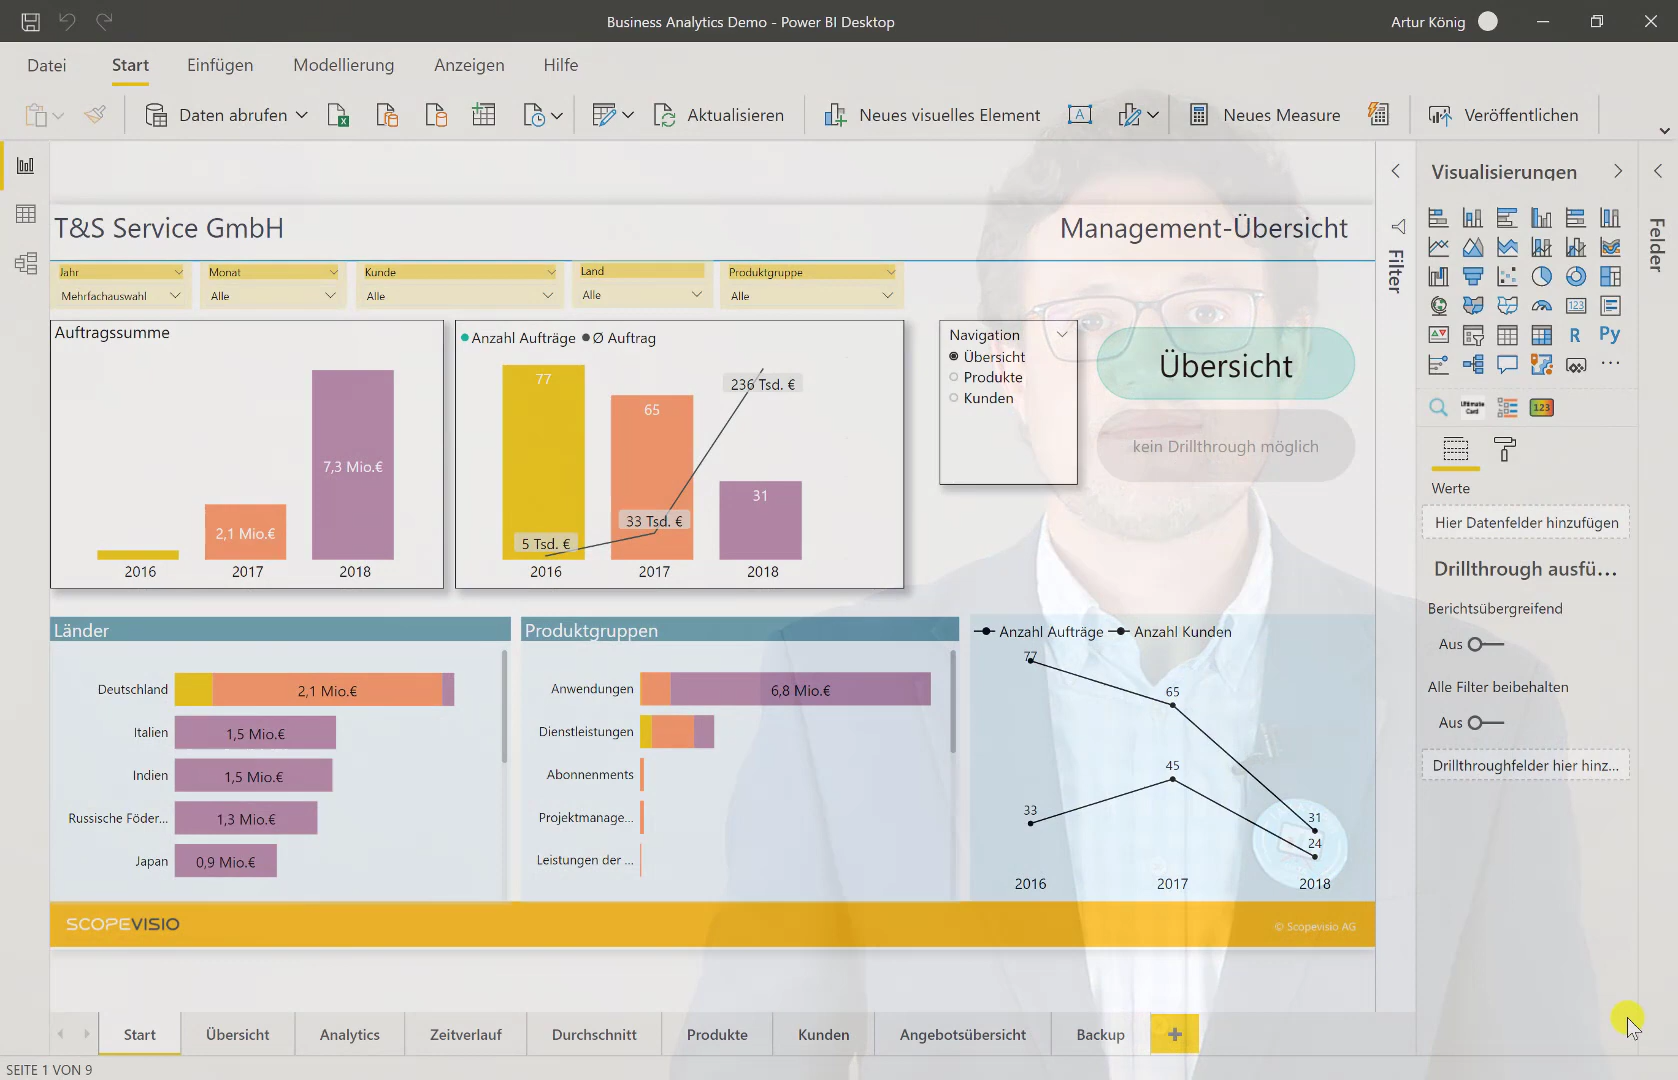 Business Analytics Demo - Power BI Desktop
Artur König
Datei
Start
Einfügen
Modellierung
Anzeigen
Hilfe
Daten abrufen
Aktualisieren
Neues visuelles Element
Neues Measure
Veröffentlichen
T&S Service GmbH
Management-Übersicht
Jahr
Mehrfachauswahl
Monat
Alle
Kunde
Alle
Land
Alle
Produktgruppe
Alle
Auftragssumme
7,3 Mio.€
2,1 Mio.€
2016
2017
2018
Anzahl Aufträge
Ø Auftrag
77
65
31
236 Tsd. €
33 Tsd. €
5 Tsd. €
2016
2017
2018
Navigation
Übersicht
Produkte
Kunden
Übersicht
kein Drillthrough möglich
Länder
Deutschland
2,1 Mio.€
Italien
1,5 Mio.€
Indien
1,5 Mio.€
Russische Föder...
1,3 Mio.€
Japan
0,9 Mio.€
Produktgruppen
Anwendungen
6,8 Mio.€
Dienstleistungen
Abonnenments
Projektmanage...
Leistungen der ...
Anzahl Aufträge
Anzahl Kunden
77
65
45
33
31
24
2016
2017
2018
SCOPEVISIO
© Scopevisio AG
Filter
Visualisierungen
Felder
123
R
Py
Ultimate
Card
123
Werte
Hier Datenfelder hinzufügen
Drillthrough ausfü...
Berichtsübergreifend
Aus
Alle Filter beibehalten
Aus
Drillthroughfelder hier hinz...
Start
Übersicht
Analytics
Zeitverlauf
Durchschnitt
Produkte
Kunden
Angebotsübersicht
Backup
+
SEITE 1 VON 9